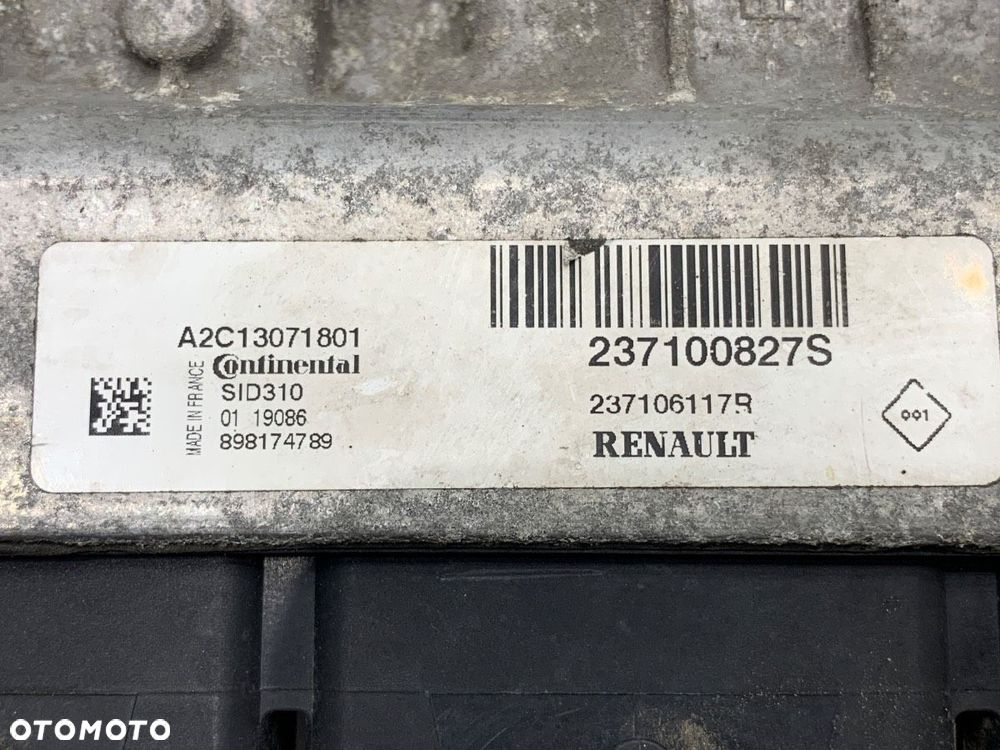 A2C13071801
Continental
SID310
01 19086
898174789 .
MADE IN FRANCE
237100827S
237106117R
RENAULT
001
OTOMOTO